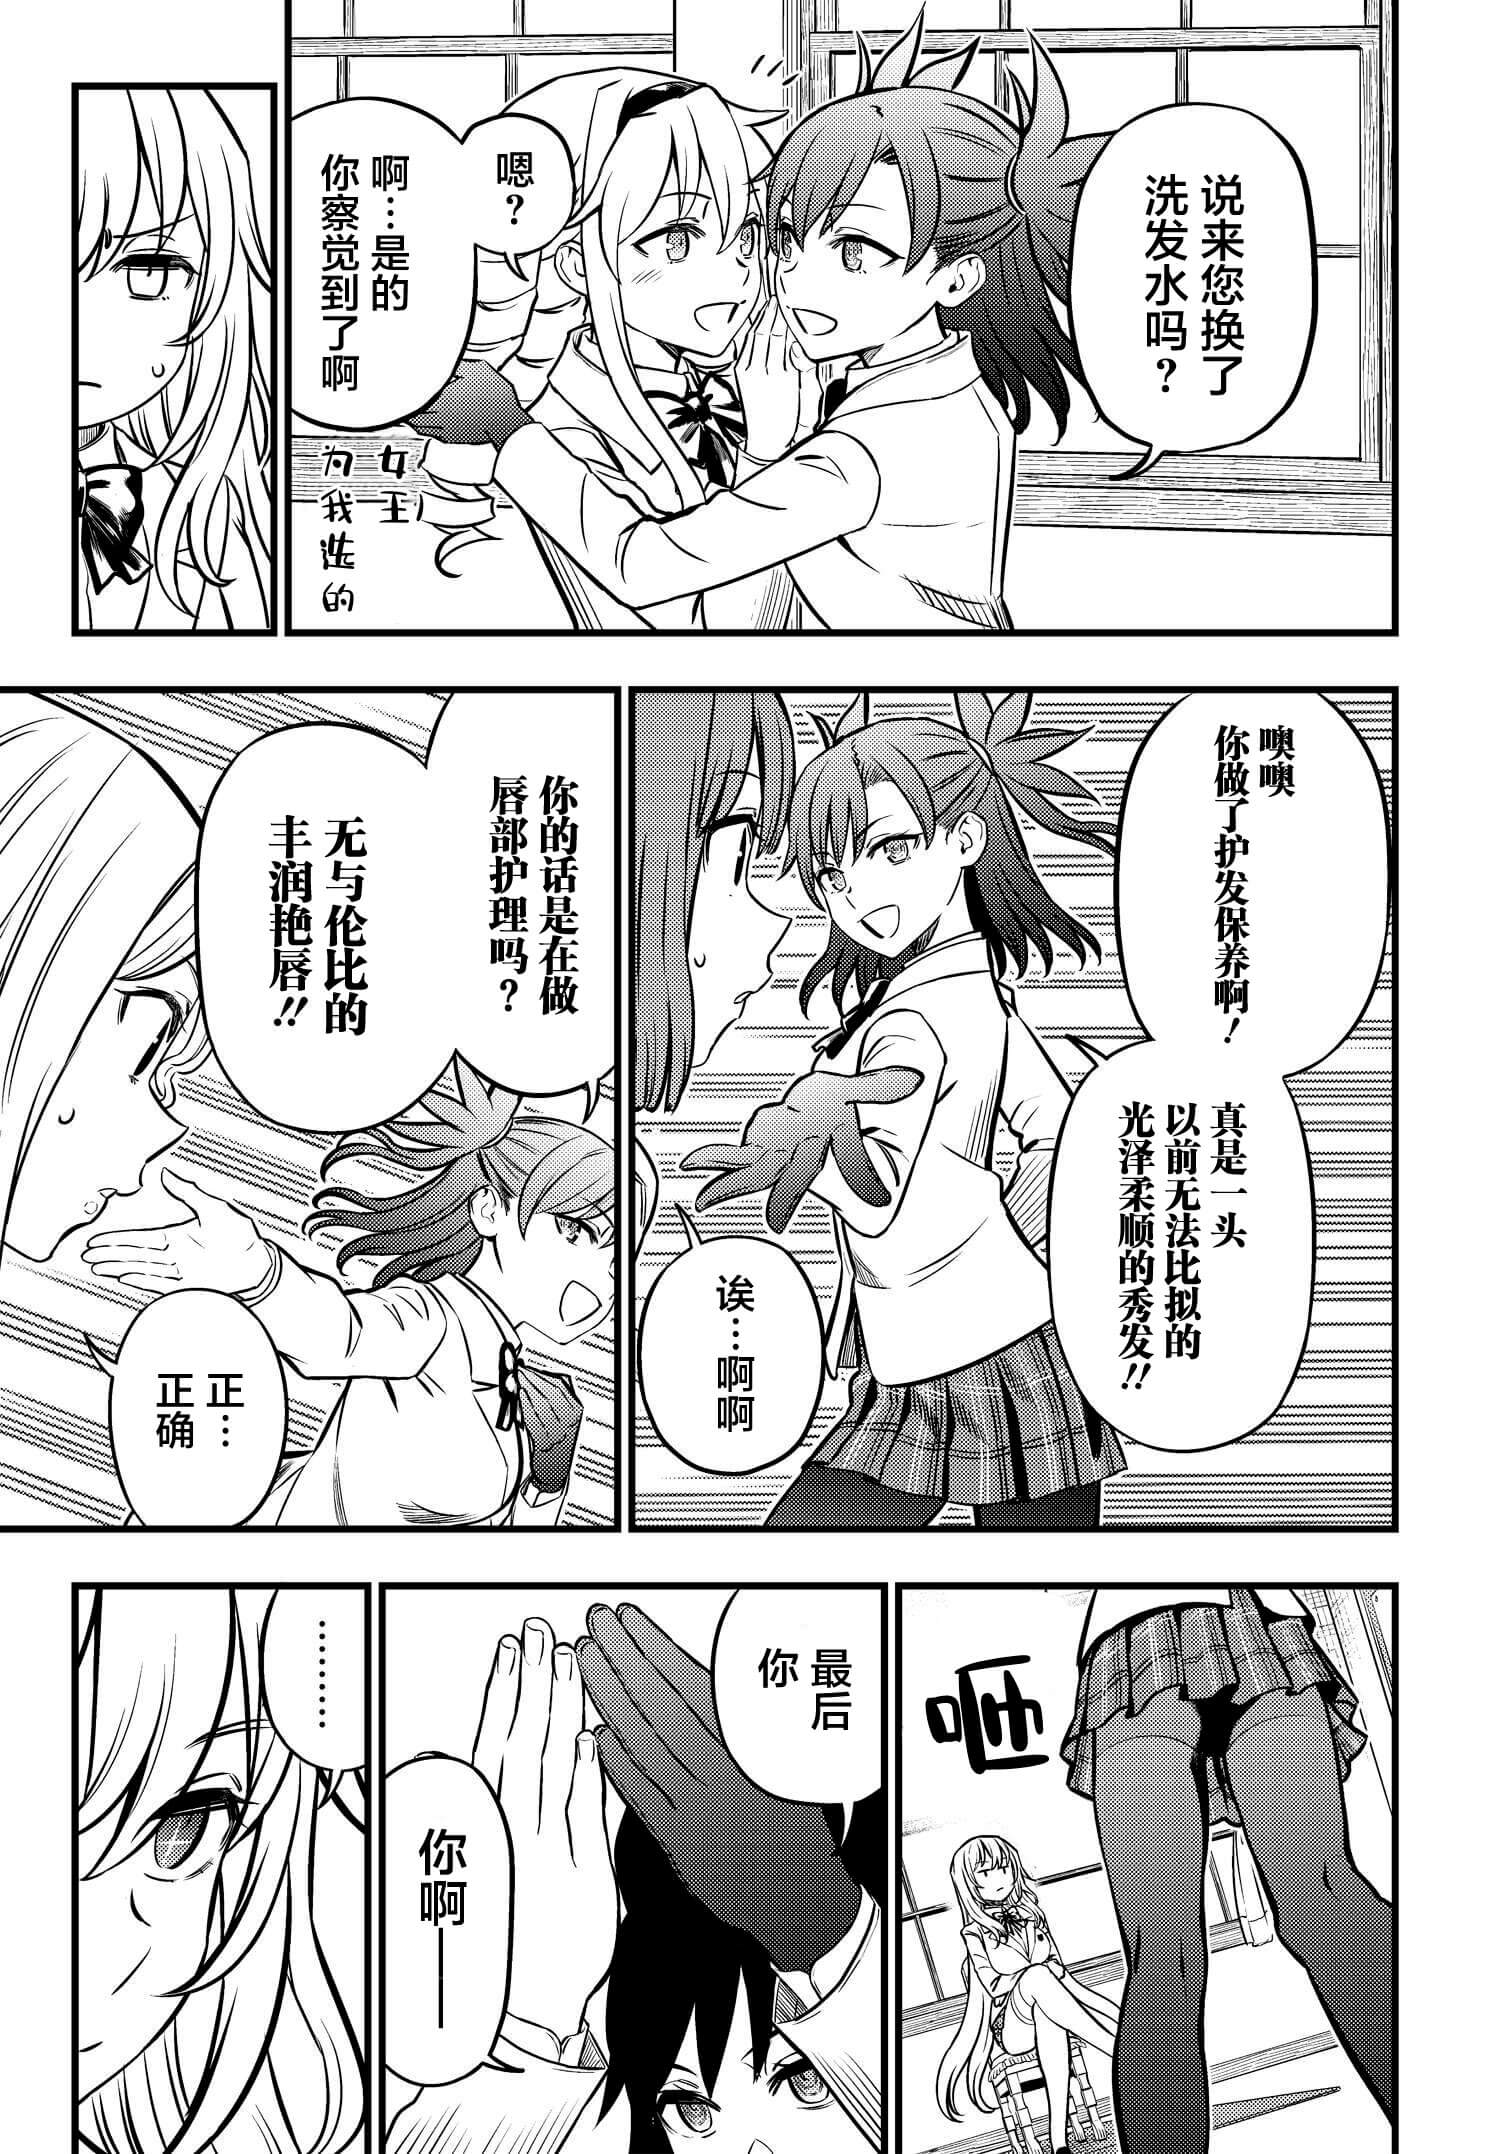 说来您换了
洗发水吗？
嗯？
啊…是的
你察觉到了啊
女王
为我选的
噢噢
你做了护发保养啊！
真是一头
以前无法比拟的
光泽柔顺的秀发！！
诶…啊啊
你的话是在做
唇部护理吗？
无与伦比的
丰润艳唇！！
正…
正确
咂
最后
你
你啊——
………